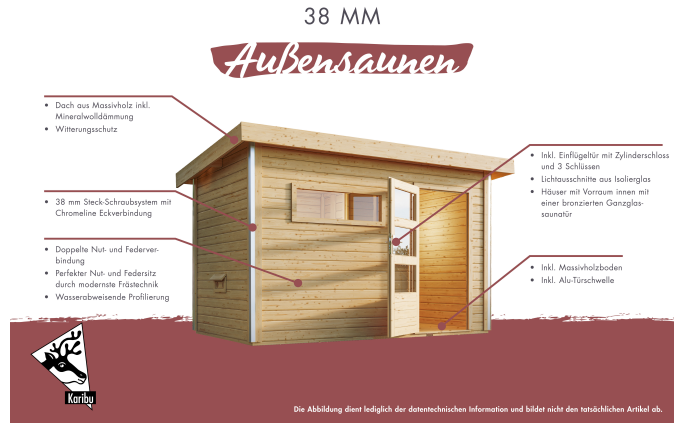 38 MM
Außensaunen
• Dach aus Massivholz inkl.
Mineralwolldämmung
• Witterungsschutz
• 38 mm Steck-Schraubsystem mit
Chromeline Eckverbindung
• Doppelte Nut- und Federver-
bindung
• Perfekter Nut- und Federsitz
durch modernste Frästechnik
• Wasserabweisende Profilierung
• Inkl. Einflügeltür mit Zylinderschloss
und 3 Schlüssen
• Lichtausschnitte aus Isolierglas
• Häuser mit Vorraum innen mit
einer bronzierten Ganzglas-
saunatür
• Inkl. Massivholzboden
• Inkl. Alu-Türschwelle
Karibu
Die Abbildung dient lediglich der datentechnischen Information und bildet nicht den tatsächlichen Artikel ab.